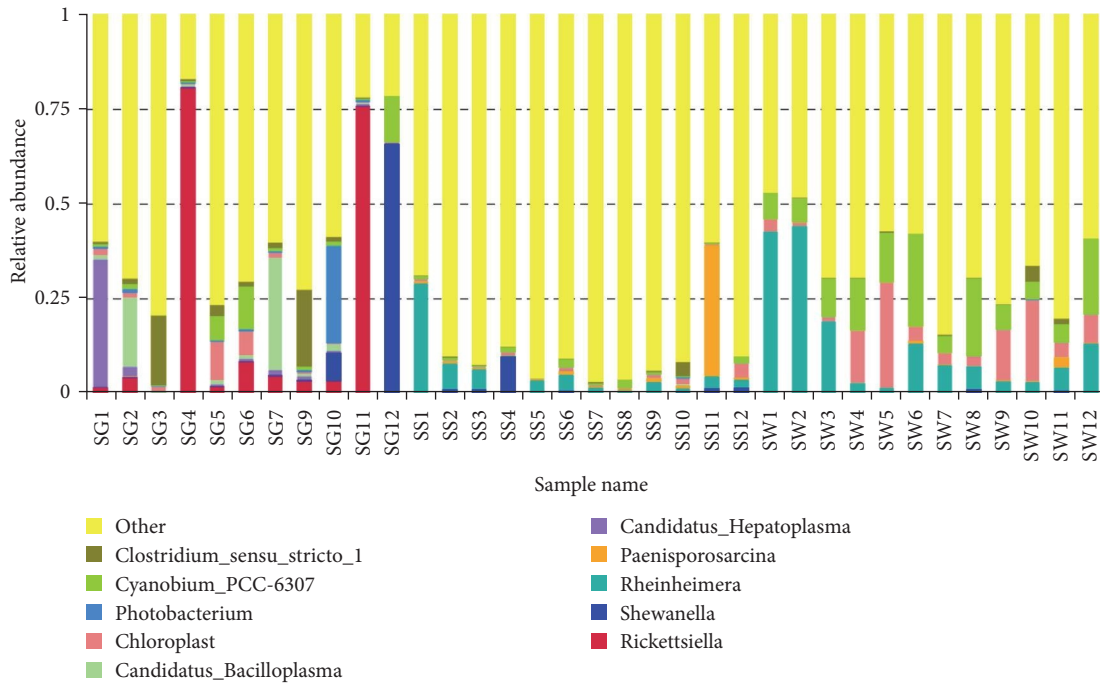 1
0.75
0.5
0.25
0
Relative abundance
SG1
SG2
SG3
SG4
SG5
SG6
SG7
SG9
SG10
SG11
SG12
SS1
SS2
SS3
SS4
SS5
SS6
SS7
SS8
SS9
SS10
SS11
SS12
SW1
SW2
SW3
SW4
SW5
SW6
SW7
SW8
SW9
SW10
SW11
SW12
Sample name
Other
Clostridium_sensu_stricto_1
Cyanobium_PCC-6307
Photobacterium
Chloroplast
Candidatus_Bacilloplasma
Candidatus_Hepatoplasma
Paenisporosarcina
Rheinheimera
Shewanella
Rickettsiella